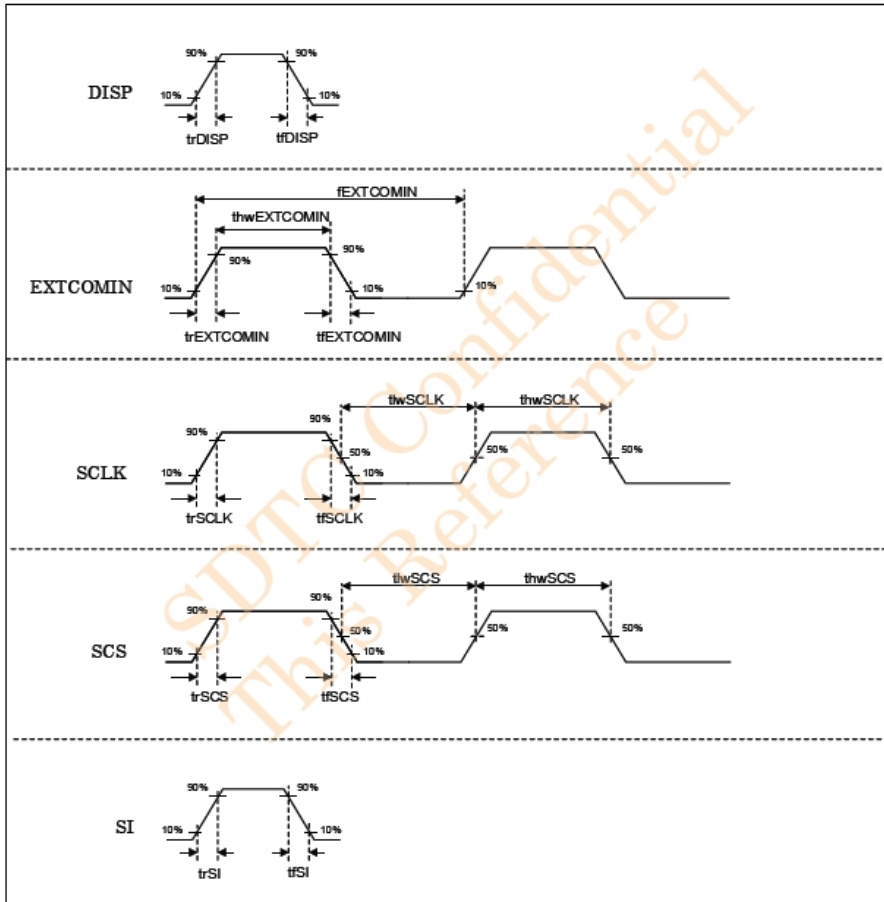 90% 90%
DISP
10% 10%
trDISP tfDISP
fEXTCOMIN
thwEXTCOMIN
90% 90%
EXTCOMIN
10% 10% 10%
trEXTCOMIN tfEXTCOMIN
tlwSCLK thwSCLK
90% 90%
50% 50% 50%
SCLK
10% 10%
trSCLK tfSCLK
tlwSCS thwSCS
90% 90%
50% 50% 50%
SCS
10% 10%
trSCS tfSCS
90% 90%
SI
10% 10%
trSI tfSI
SDTC Confidential
This Reference